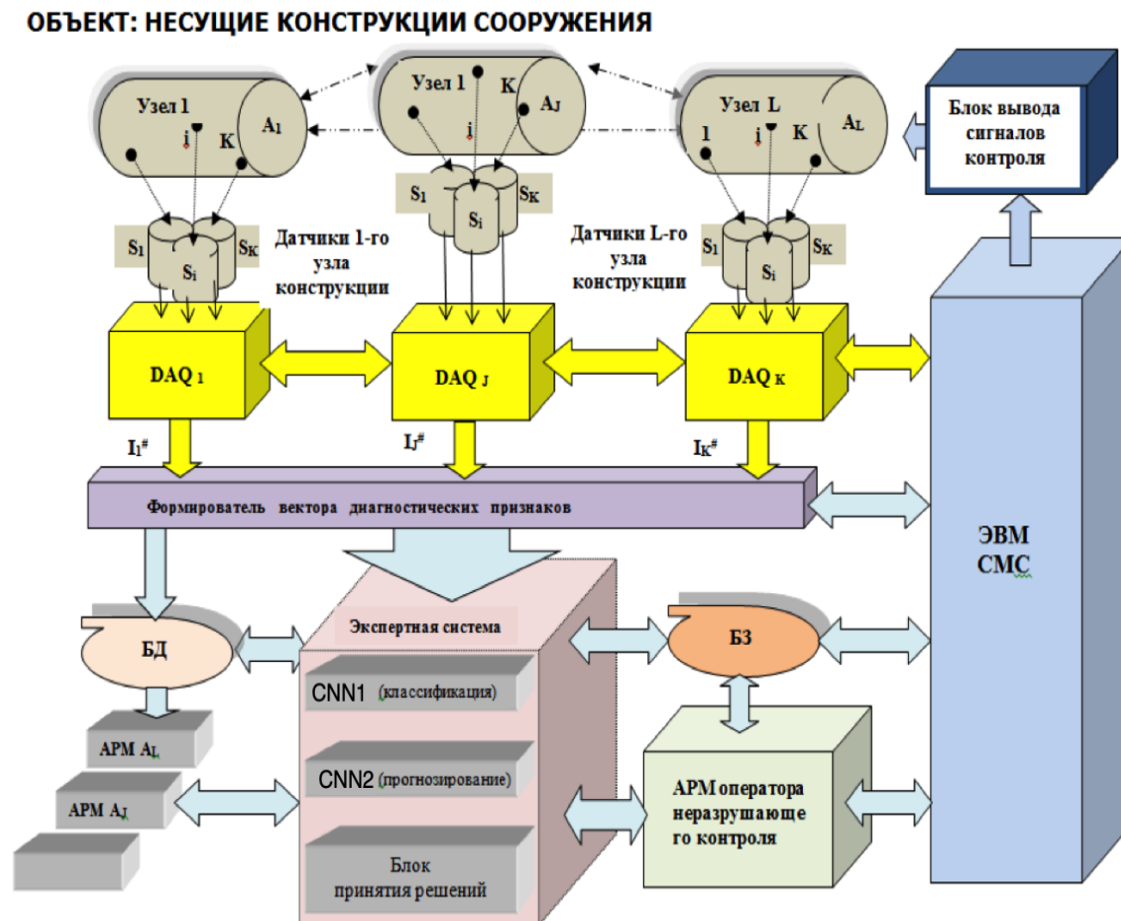 ОБЪЕКТ: НЕСУЩИЕ КОНСТРУКЦИИ СООРУЖЕНИЯ
Узел 1
i
K
A1
Узел 1
i
K
AJ
Узел L
1
i
K
AL
Блок вывода
сигналов
контроля
S1
Si
SK
Датчики 1-го
узла
конструкции
S1
Si
SK
Датчики L-го
узла
конструкции
S1
Si
SK
DAQ 1
DAQ J
DAQ K
I1#
IJ#
IK#
Формирователь вектора диагностических признаков
ЭВМ
СМС
БД
Экспертная система
БЗ
CNN1 (классификация)
АРМ AL
CNN2 (прогнозирование)
АРМ AJ
АРМ оператора
неразрушающе
го контроля
Блок
принятия решений